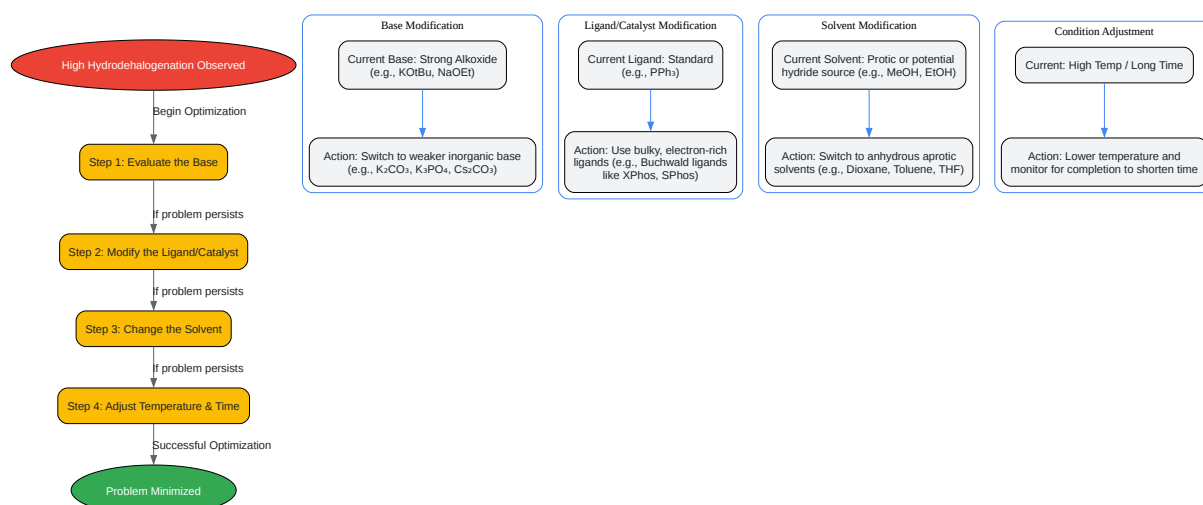 High Hydrodehalogenation Observed
Begin Optimization
Step 1: Evaluate the Base
If problem persists
Step 2: Modify the Ligand/Catalyst
If problem persists
Step 3: Change the Solvent
If problem persists
Step 4: Adjust Temperature & Time
Successful Optimization
Problem Minimized
Base Modification
Current Base: Strong Alkoxide
(e.g., KOtBu, NaOEt)
Action: Switch to weaker inorganic base
(e.g., K₂CO₃, K₃PO₄, Cs₂CO₃)
Ligand/Catalyst Modification
Current Ligand: Standard
(e.g., PPh₃)
Action: Use bulky, electron-rich
ligands (e.g., Buchwald ligands
like XPhos, SPhos)
Solvent Modification
Current Solvent: Protic or potential
hydride source (e.g., MeOH, EtOH)
Action: Switch to anhydrous aprotic
solvents (e.g., Dioxane, Toluene, THF)
Condition Adjustment
Current: High Temp / Long Time
Action: Lower temperature and
monitor for completion to shorten time